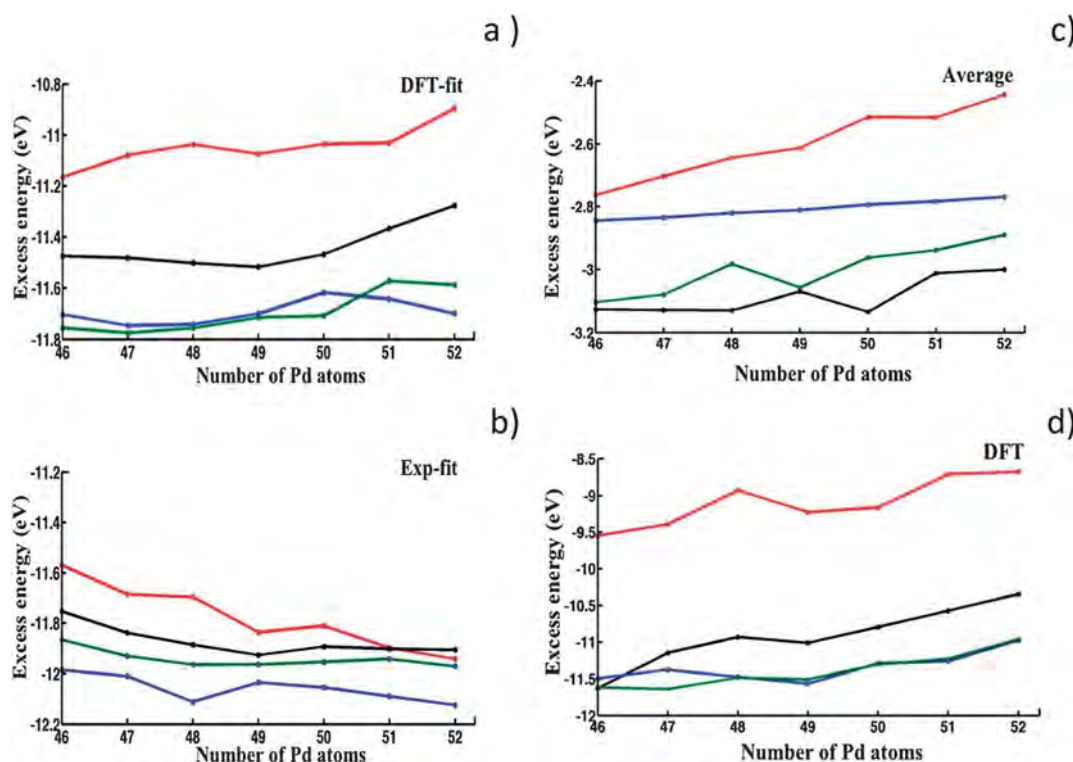 a )
DFT-fit
Excess energy (eV)
-10.8
-11
-11.2
-11.4
-11.6
-11.8
46 47 48 49 50 51 52
Number of Pd atoms
c)
Average
Excess energy (eV)
-2.4
-2.6
-2.8
-3
-3.2
46 47 48 49 50 51 52
Number of Pd atoms
b)
Exp-fit
Excess energy (eV)
-11.2
-11.4
-11.6
-11.8
-12
-12.2
46 47 48 49 50 51 52
Number of Pd atoms
d)
DFT
Excess energy (eV)
-8.5
-9
-9.5
-10
-10.5
-11
-11.5
-12
46 47 48 49 50 51 52
Number of Pd atoms